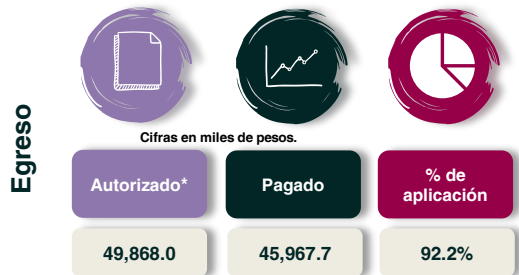 Egreso
Cifras en miles de pesos.
Autorizado*
Pagado
% de
aplicación
49,868.0
45,967.7
92.2%